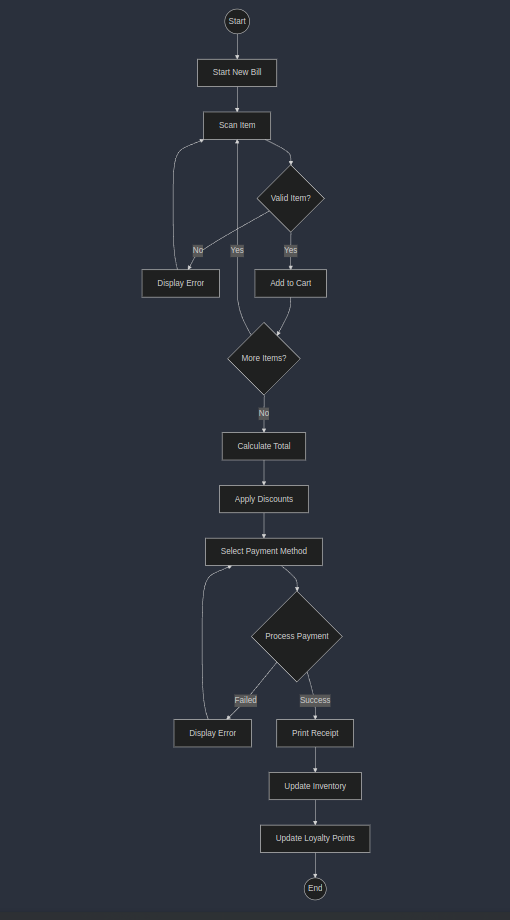 Start
Start New Bill
Scan Item
Valid Item?
No
Yes
Yes
Display Error
Add to Cart
More Items?
No
Calculate Total
Apply Discounts
Select Payment Method
Process Payment
Failed
Success
Display Error
Print Receipt
Update Inventory
Update Loyalty Points
End